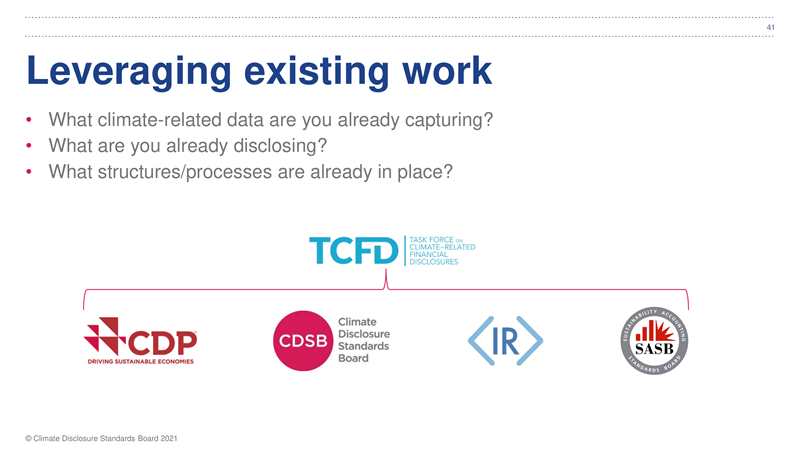 41
Leveraging existing work
• What climate-related data are you already capturing?
• What are you already disclosing?
• What structures/processes are already in place?
TCFD
TASK FORCE ON
CLIMATE-RELATED
FINANCIAL
DISCLOSURES
CDP
DRIVING SUSTAINABLE ECONOMIES
CDSB
Climate
Disclosure
Standards
Board
<IR>
SUSTAINABILITY ACCOUNTING
SASB
STANDARDS BOARD
© Climate Disclosure Standards Board 2021